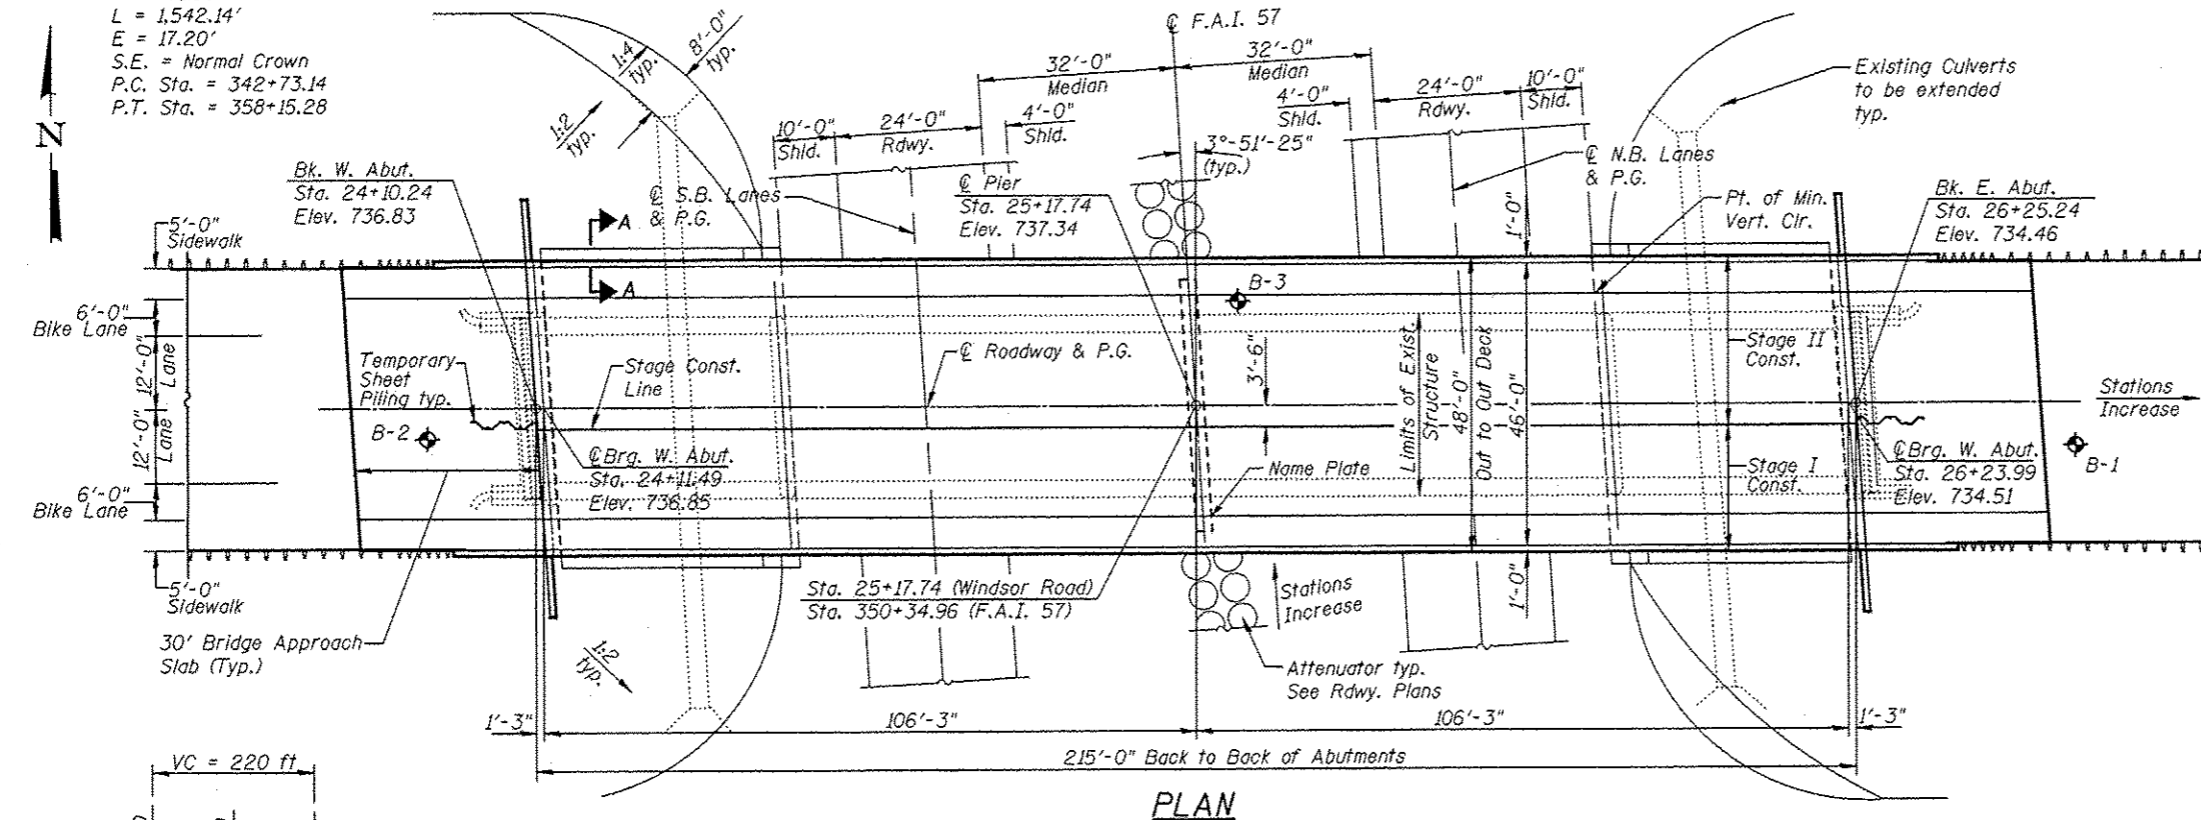 L = 1,542.14'
E = 17.20'
S.E. = Normal Crown
P.C. Sta. = 342+73.14
P.T. Sta. = 358+15.28
N
1:4
typ.
8'-0"
typ.
1:2
typ.
℄ F.A.I. 57
32'-0"
Median
32'-0"
Median
10'-0"
Shld.
24'-0"
Rdwy.
4'-0"
Shld.
4'-0"
Shld.
24'-0"
Rdwy.
10'-0"
Shld.
3°-51'-25"
(typ.)
Existing Culverts
to be extended
typ.
Bk. W. Abut.
Sta. 24+10.24
Elev. 736.83
℄ S.B. Lanes
& P.G.
℄ Pier
Sta. 25+17.74
Elev. 737.34
℄ N.B. Lanes
& P.G.
Pt. of Min.
Vert. Clr.
Bk. E. Abut.
Sta. 26+25.24
Elev. 734.46
5'-0"
Sidewalk
A
A
1'-0"
B-3
6'-0"
Bike Lane
12'-0"
Lane
12'-0"
Lane
6'-0"
Bike Lane
Temporary
Sheet
Piling typ.
Stage Const.
Line
℄ Roadway & P.G.
3'-6"
Limits of Exist.
Structure
48'-0"
Out to Out Deck
46'-0"
Stage II
Const.
Stations
Increase
B-2
℄ Brg. W. Abut.
Sta. 24+11.49
Elev. 736.85
Name Plate
Stage I
Const.
℄ Brg. W. Abut.
Sta. 26+23.99
Elev. 734.51
B-1
5'-0"
Sidewalk
30' Bridge Approach
Slab (Typ.)
1:2
typ.
Sta. 25+17.74 (Windsor Road)
Sta. 350+34.96 (F.A.I. 57)
Stations
Increase
1'-0"
Attenuator typ.
See Rdwy. Plans
1'-3"
106'-3"
106'-3"
1'-3"
215'-0" Back to Back of Abutments
VC = 220 ft
PLAN